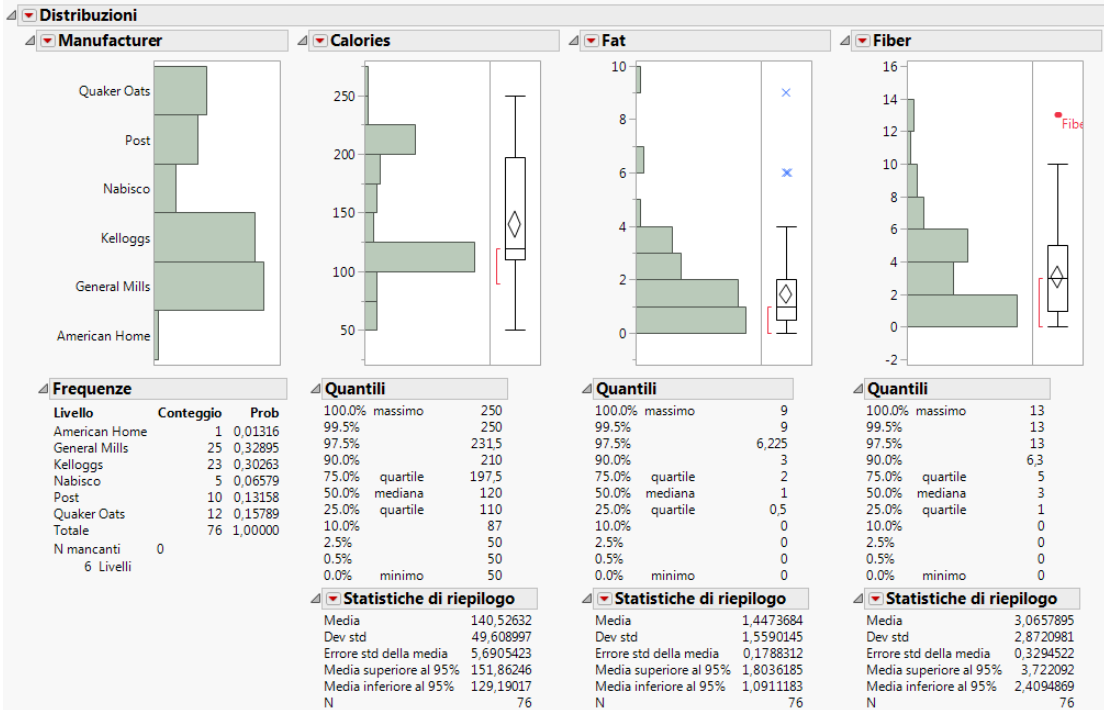 Distribuzioni
Manufacturer
Quaker Oats
Post
Nabisco
Kelloggs
General Mills
American Home
Frequenze
Livello Conteggio Prob
American Home 1 0,01316
General Mills 25 0,32895
Kelloggs 23 0,30263
Nabisco 5 0,06579
Post 10 0,13158
Quaker Oats 12 0,15789
Totale 76 1,00000
N mancanti 0
6 Livelli
Calories
250
200
150
100
50
Quantili
100.0% massimo 250
99.5% 250
97.5% 231,5
90.0% 210
75.0% quartile 197,5
50.0% mediana 120
25.0% quartile 110
10.0% 87
2.5% 50
0.5% 50
0.0% minimo 50
Statistiche di riepilogo
Media 140,52632
Dev std 49,608997
Errore std della media 5,6905423
Media superiore al 95% 151,86246
Media inferiore al 95% 129,19017
N 76
Fat
10
8
6
4
2
0
Quantili
100.0% massimo 9
99.5% 9
97.5% 6,225
90.0% 3
75.0% quartile 2
50.0% mediana 1
25.0% quartile 0,5
10.0% 0
2.5% 0
0.5% 0
0.0% minimo 0
Statistiche di riepilogo
Media 1,4473684
Dev std 1,5590145
Errore std della media 0,1788312
Media superiore al 95% 1,8036185
Media inferiore al 95% 1,0911183
N 76
Fiber
16
14
12
10
8
6
4
2
0
-2
Fibe
Quantili
100.0% massimo 13
99.5% 13
97.5% 13
90.0% 6,3
75.0% quartile 5
50.0% mediana 3
25.0% quartile 1
10.0% 0
2.5% 0
0.5% 0
0.0% minimo 0
Statistiche di riepilogo
Media 3,0657895
Dev std 2,8720981
Errore std della media 0,3294522
Media superiore al 95% 3,722092
Media inferiore al 95% 2,4094869
N 76